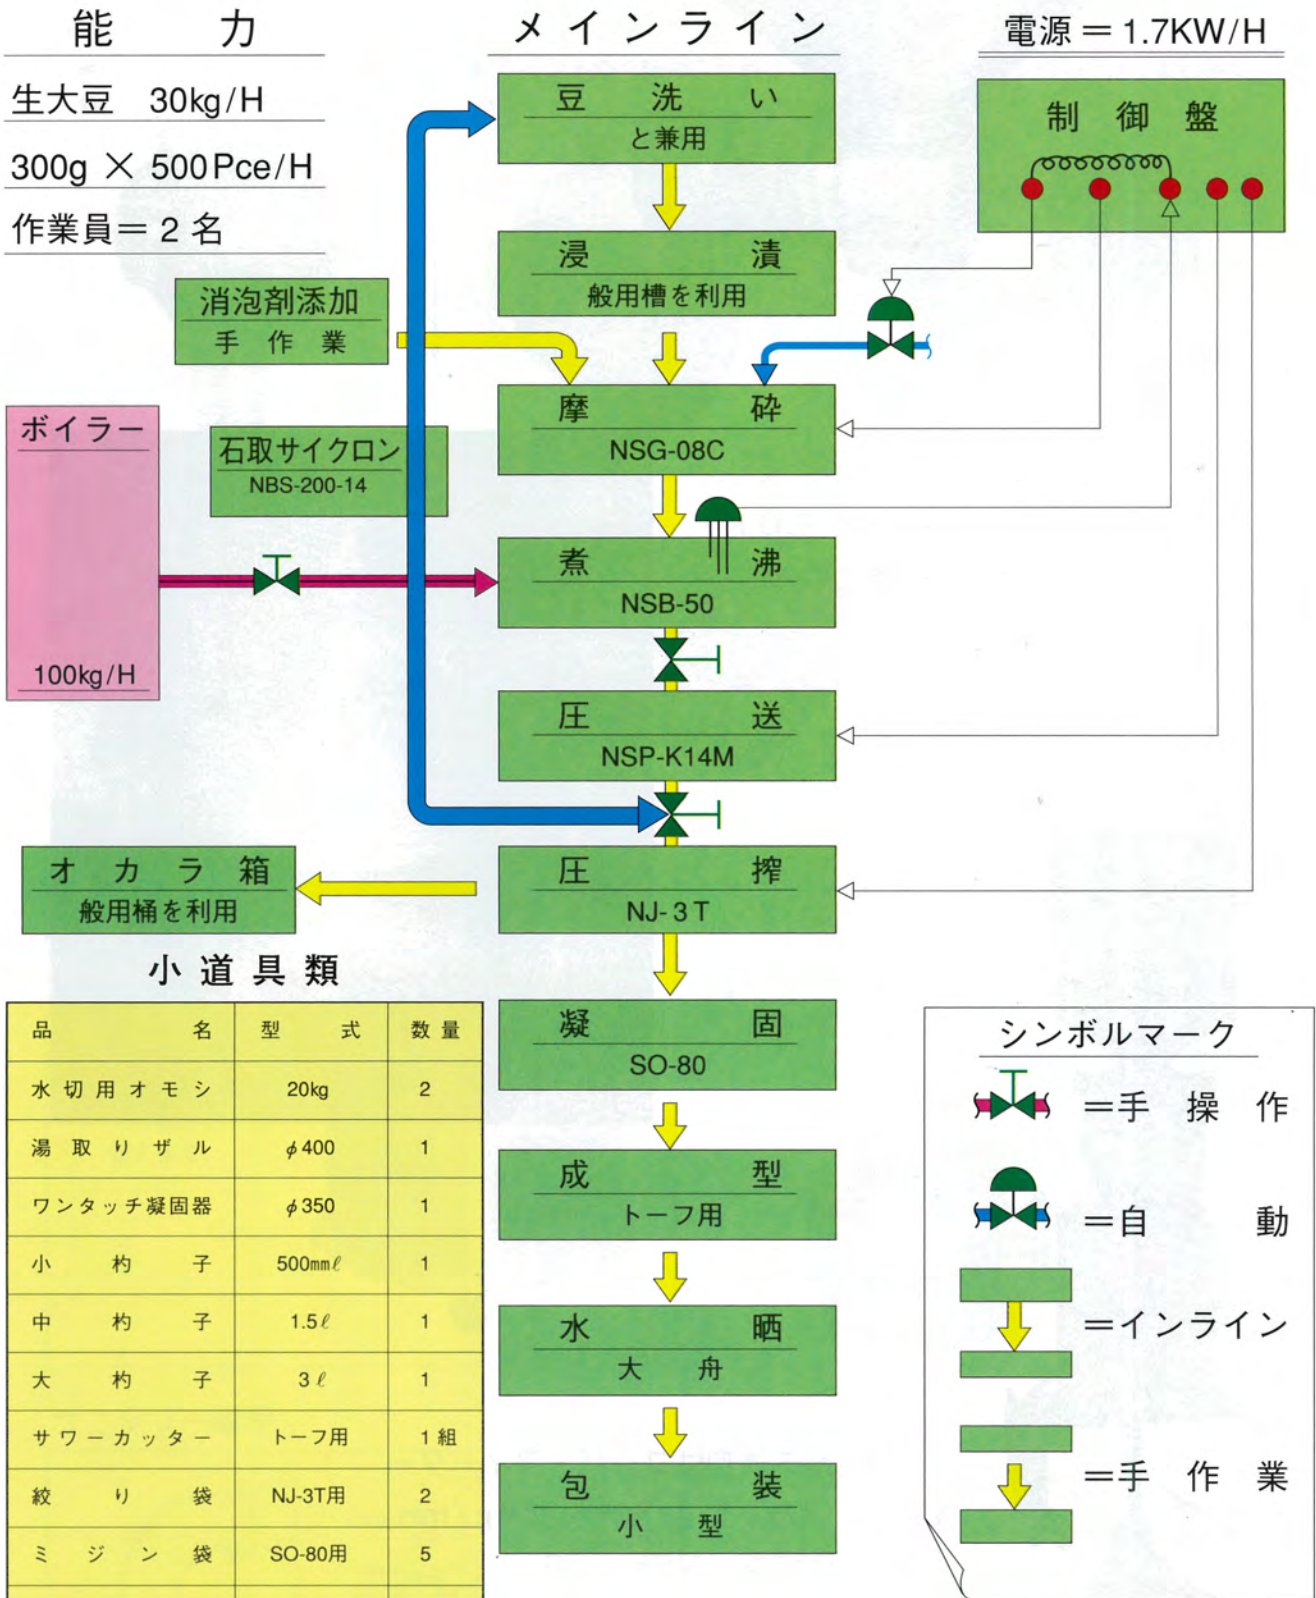 能力
生大豆 30kg/H
300g × 500Pce/H
作業員＝2名
メインライン
電源＝1.7KW/H
制御盤
豆洗い
と兼用
浸漬
般用槽を利用
消泡剤添加
手作業
摩砕
NSG-08C
ボイラー
100kg/H
石取サイクロン
NBS-200-14
煮沸
NSB-50
圧送
NSP-K14M
圧搾
NJ-3T
オカラ箱
般用桶を利用
凝固
SO-80
成型
トーフ用
水晒
大舟
包装
小型
小道具類
品名 型式 数量
水切用オモシ 20kg 2
湯取りザル φ400 1
ワンタッチ凝固器 φ350 1
小杓子 500mmℓ 1
中杓子 1.5ℓ 1
大杓子 3ℓ 1
サワーカッター トーフ用 1組
絞り袋 NJ-3T用 2
ミジン袋 SO-80用 5
シンボルマーク
＝手操作
＝自動
＝インライン
＝手作業